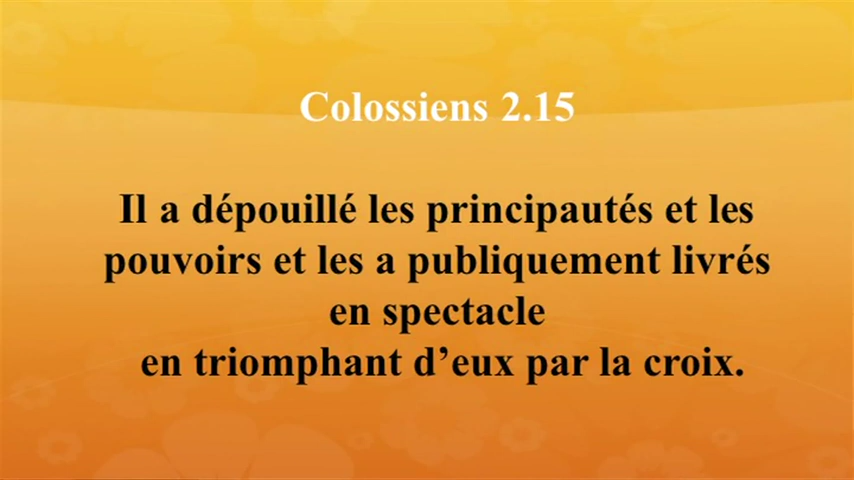 Colossiens 2.15
Il a dépouillé les principautés et les
pouvoirs et les a publiquement livrés
en spectacle
en triomphant d’eux par la croix.